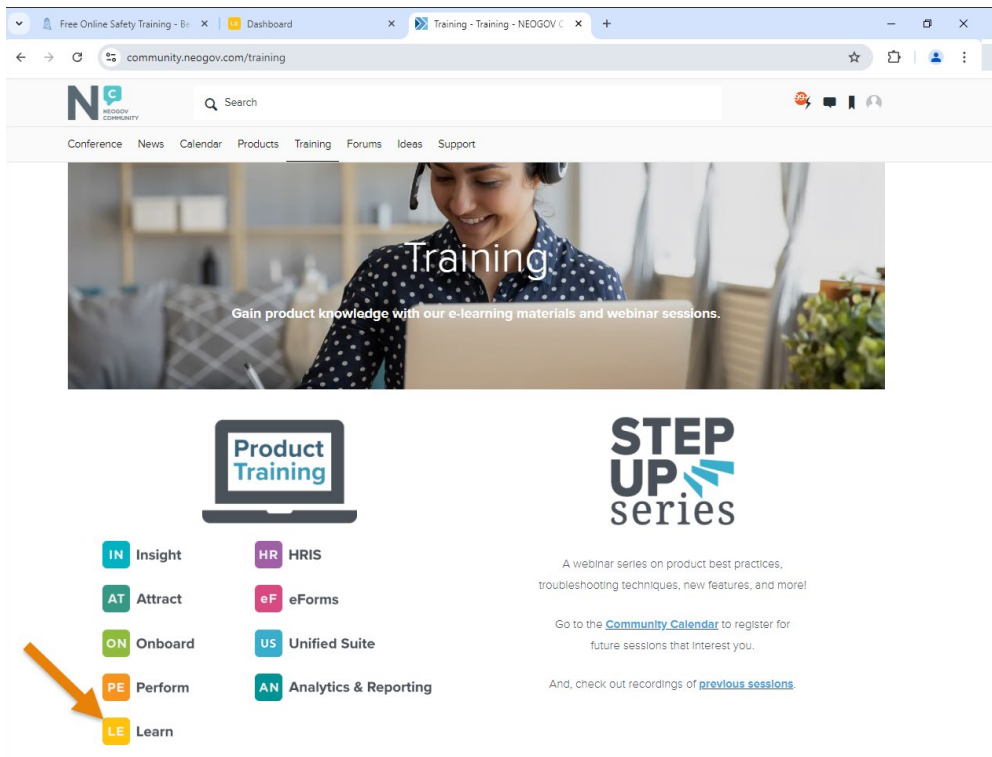 Free Online Safety Training - Be
LE Dashboard
Training - Training - NEOGOV C
community.neogov.com/training
N C
NEOGOV
COMMUNITY
Search
Conference News Calendar Products Training Forums Ideas Support
Training
Gain product knowledge with our e-learning materials and webinar sessions.
Product
Training
IN Insight
AT Attract
ON Onboard
PE Perform
LE Learn
HR HRIS
eF eForms
US Unified Suite
AN Analytics & Reporting
STEP
UP
series
A webinar series on product best practices,
troubleshooting techniques, new features, and more!
Go to the Community Calendar to register for
future sessions that interest you.
And, check out recordings of previous sessions.